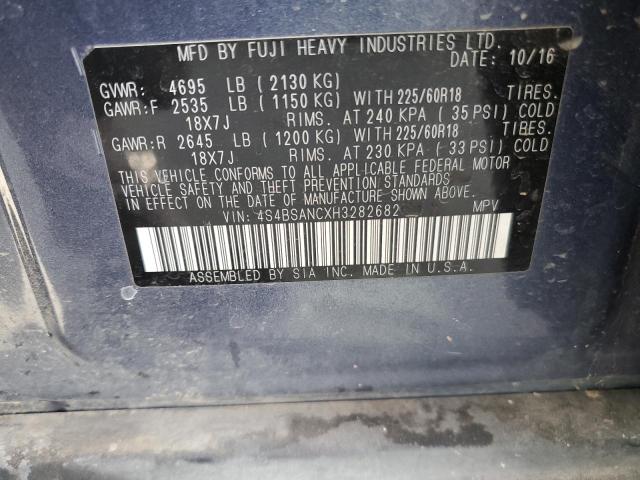 MFD BY FUJI HEAVY INDUSTRIES LTD.
DATE: 10/16
GVWR: 4695 LB ( 2130 KG)
GAWR:F 2535 LB ( 1150 KG) WITH 225/60R18 TIRES.
18X7J RIMS. AT 240 KPA ( 35 PSI) COLD
GAWR:R 2645 LB ( 1200 KG) WITH 225/60R18 TIRES.
18X7J RIMS. AT 230 KPA ( 33 PSI) COLD
THIS VEHICLE CONFORMS TO ALL APPLICABLE FEDERAL MOTOR
VEHICLE SAFETY AND THEFT PREVENTION STANDARDS IN EFFECT ON THE
DATE OF MANUFACTURE SHOWN ABOVE.
VIN: 4S4BSANCXH3282682 MPV
ASSEMBLED BY SIA INC. MADE IN U.S.A.